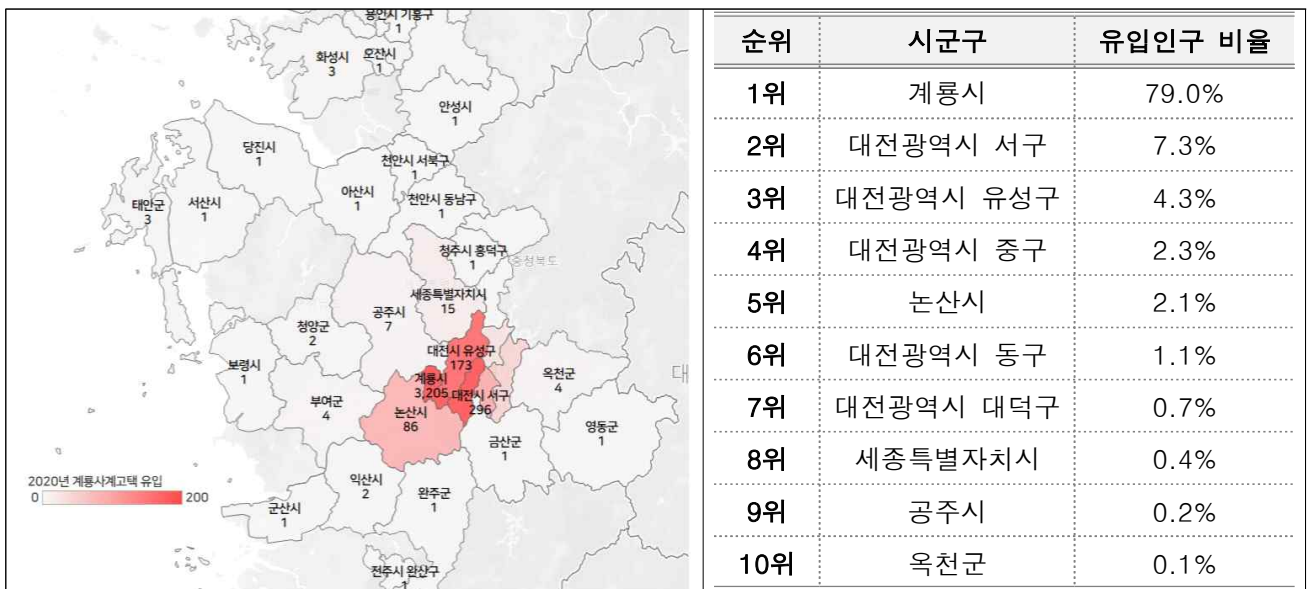 용인시 기흥구
1
화성시
3
오산시
1
안성시
1
당진시
1
천안시 서북구
1
아산시
1
천안시 동남구
1
태안군
3
서산시
1
청주시 흥덕구
1
충청북도
세종특별자치시
15
공주시
7
청양군
2
대전시 유성구
173
보령시
1
계룡시
3,205
대전시 서구
296
옥천군
4
대
부여군
4
논산시
86
영동군
1
금산군
1
2020년 계룡사계고택 유입
0 200
익산시
2
완주군
1
군산시
1
전주시 완산구
1
순위 시군구 유입인구 비율
1위 계룡시 79.0%
2위 대전광역시 서구 7.3%
3위 대전광역시 유성구 4.3%
4위 대전광역시 중구 2.3%
5위 논산시 2.1%
6위 대전광역시 동구 1.1%
7위 대전광역시 대덕구 0.7%
8위 세종특별자치시 0.4%
9위 공주시 0.2%
10위 옥천군 0.1%